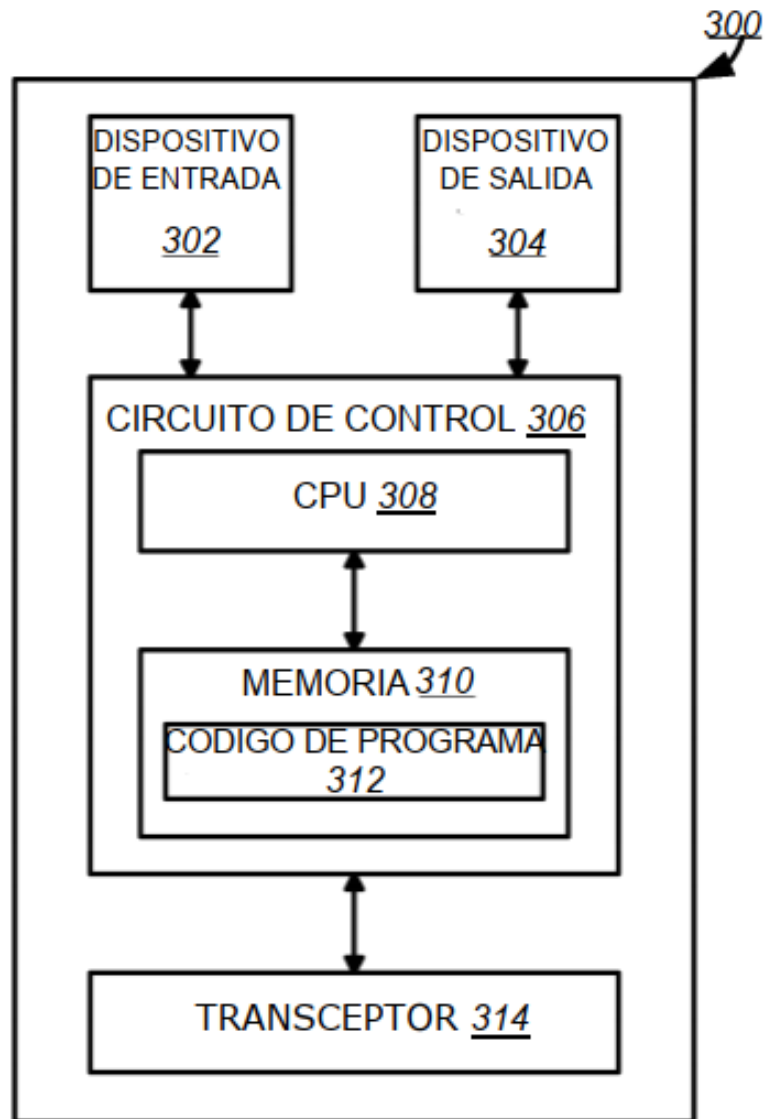 300
DISPOSITIVO
DE ENTRADA
302
DISPOSITIVO
DE SALIDA
304
CIRCUITO DE CONTROL 306
CPU 308
MEMORIA 310
CODIGO DE PROGRAMA
312
TRANSCEPTOR 314